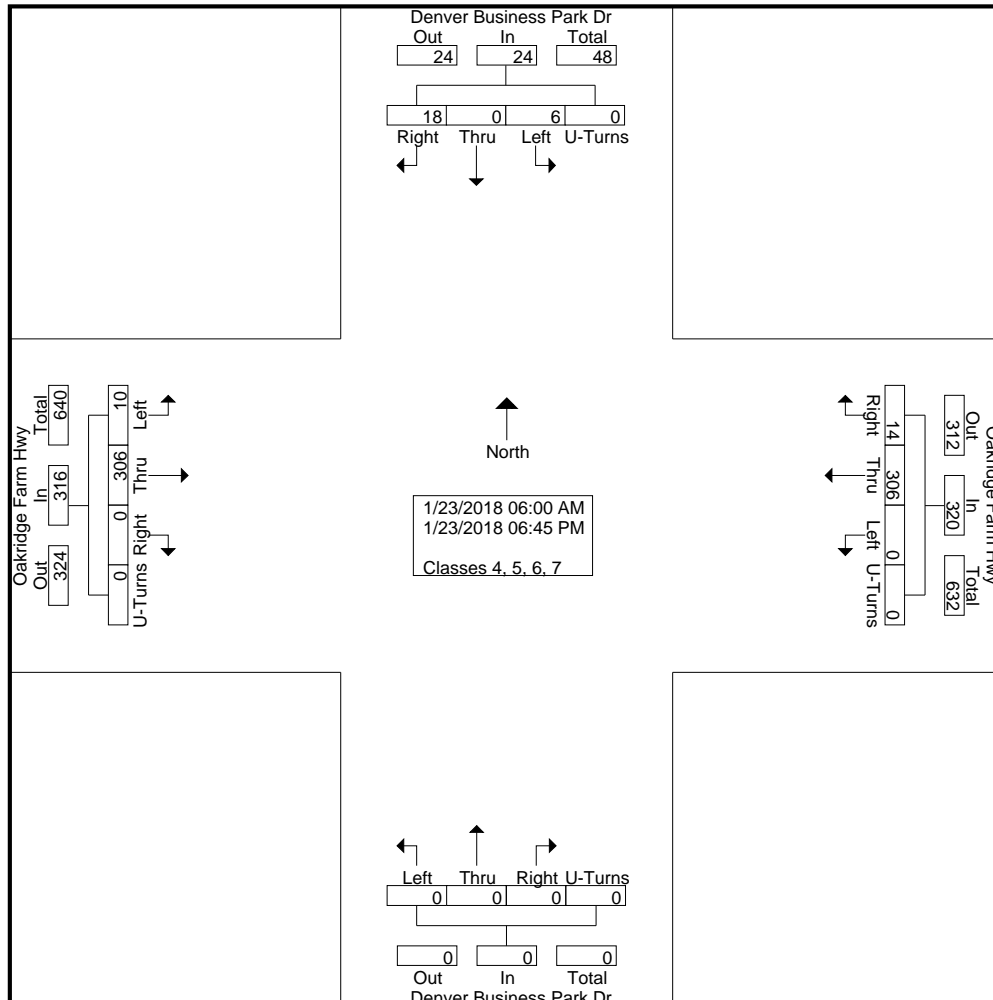 Denver Business Park Dr
Out In Total
24 24 48
18 0 6 0
Right Thru Left U-Turns
Oakridge Farm Hwy
Total In Out
640 316 324
10 306 0 0
Left Thru Right U-Turns
North
1/23/2018 06:00 AM
1/23/2018 06:45 PM
Classes 4, 5, 6, 7
Right Thru Left U-Turns
14 306 0 0
312 320 632
Out In Total
Oakridge Farm Hwy
Left Thru Right U-Turns
0 0 0 0
0 0 0
Out In Total
Denver Business Park Dr